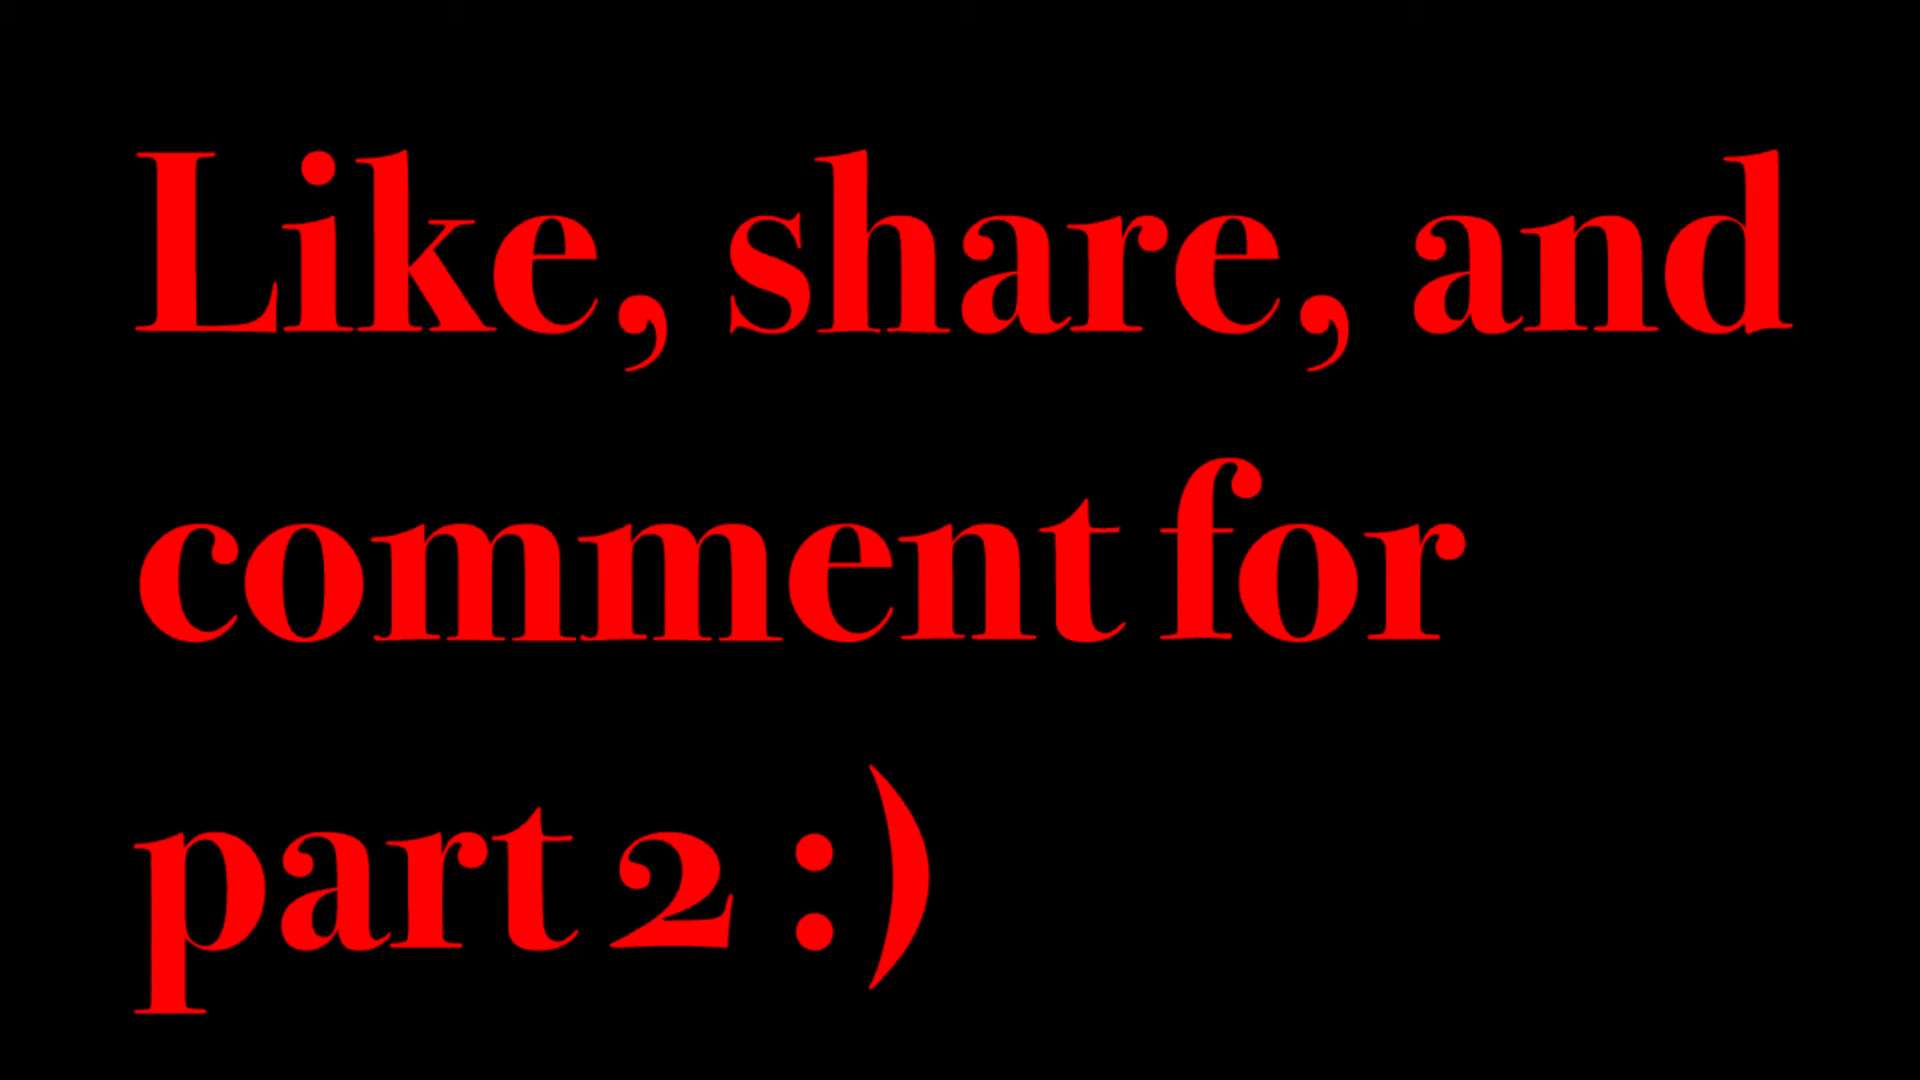 Like, share, and
comment for
part 2 :)